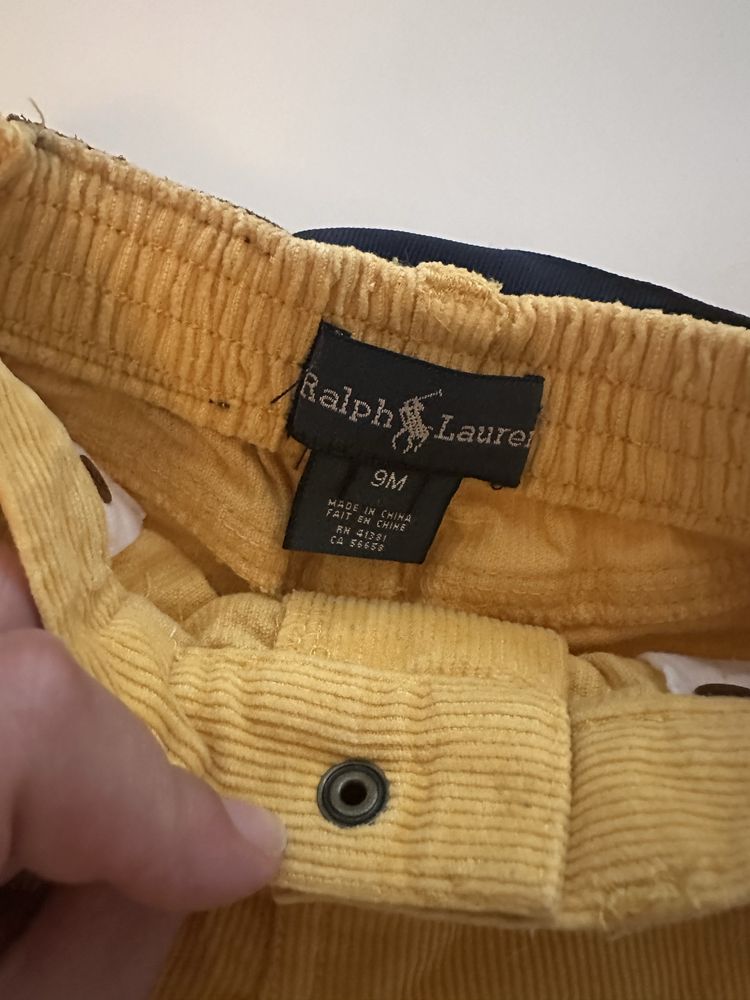 Ralph Lauren
9M
MADE IN CHINA
FAIT EN CHINE
RN 41381
CA 56658